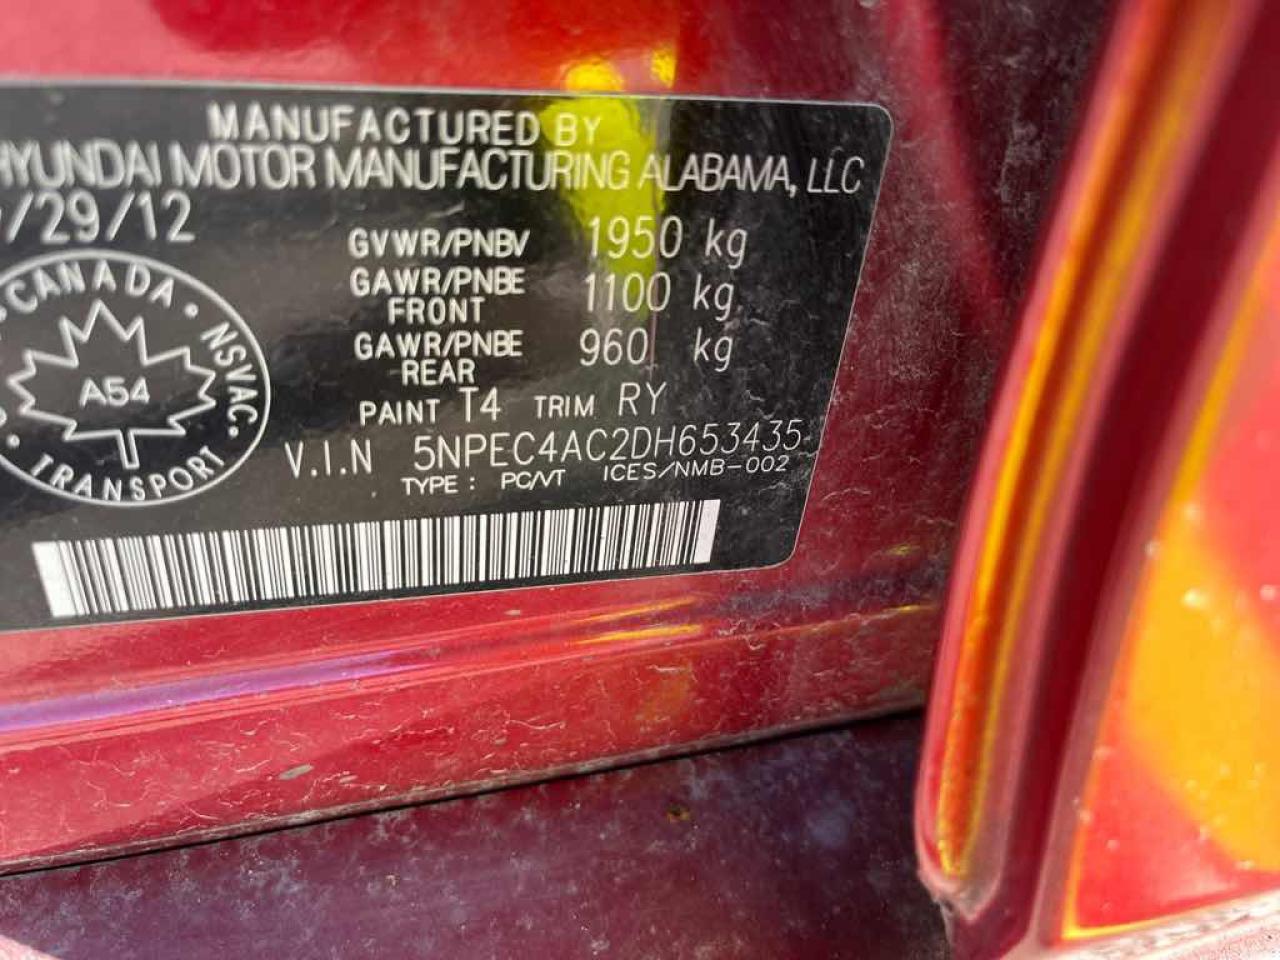 MANUFACTURED BY
HYUNDAI MOTOR MANUFACTURING ALABAMA, LLC
/29/12
GVWR/PNBV 1950 kg
GAWR/PNBE 1100 kg
FRONT
GAWR/PNBE 960 kg
REAR
PAINT T4 TRIM RY
V.I.N 5NPEC4AC2DH653435
TYPE : PC/VT ICES/NMB-002
CANADA • NSVAC •
A54
TRANSPORT